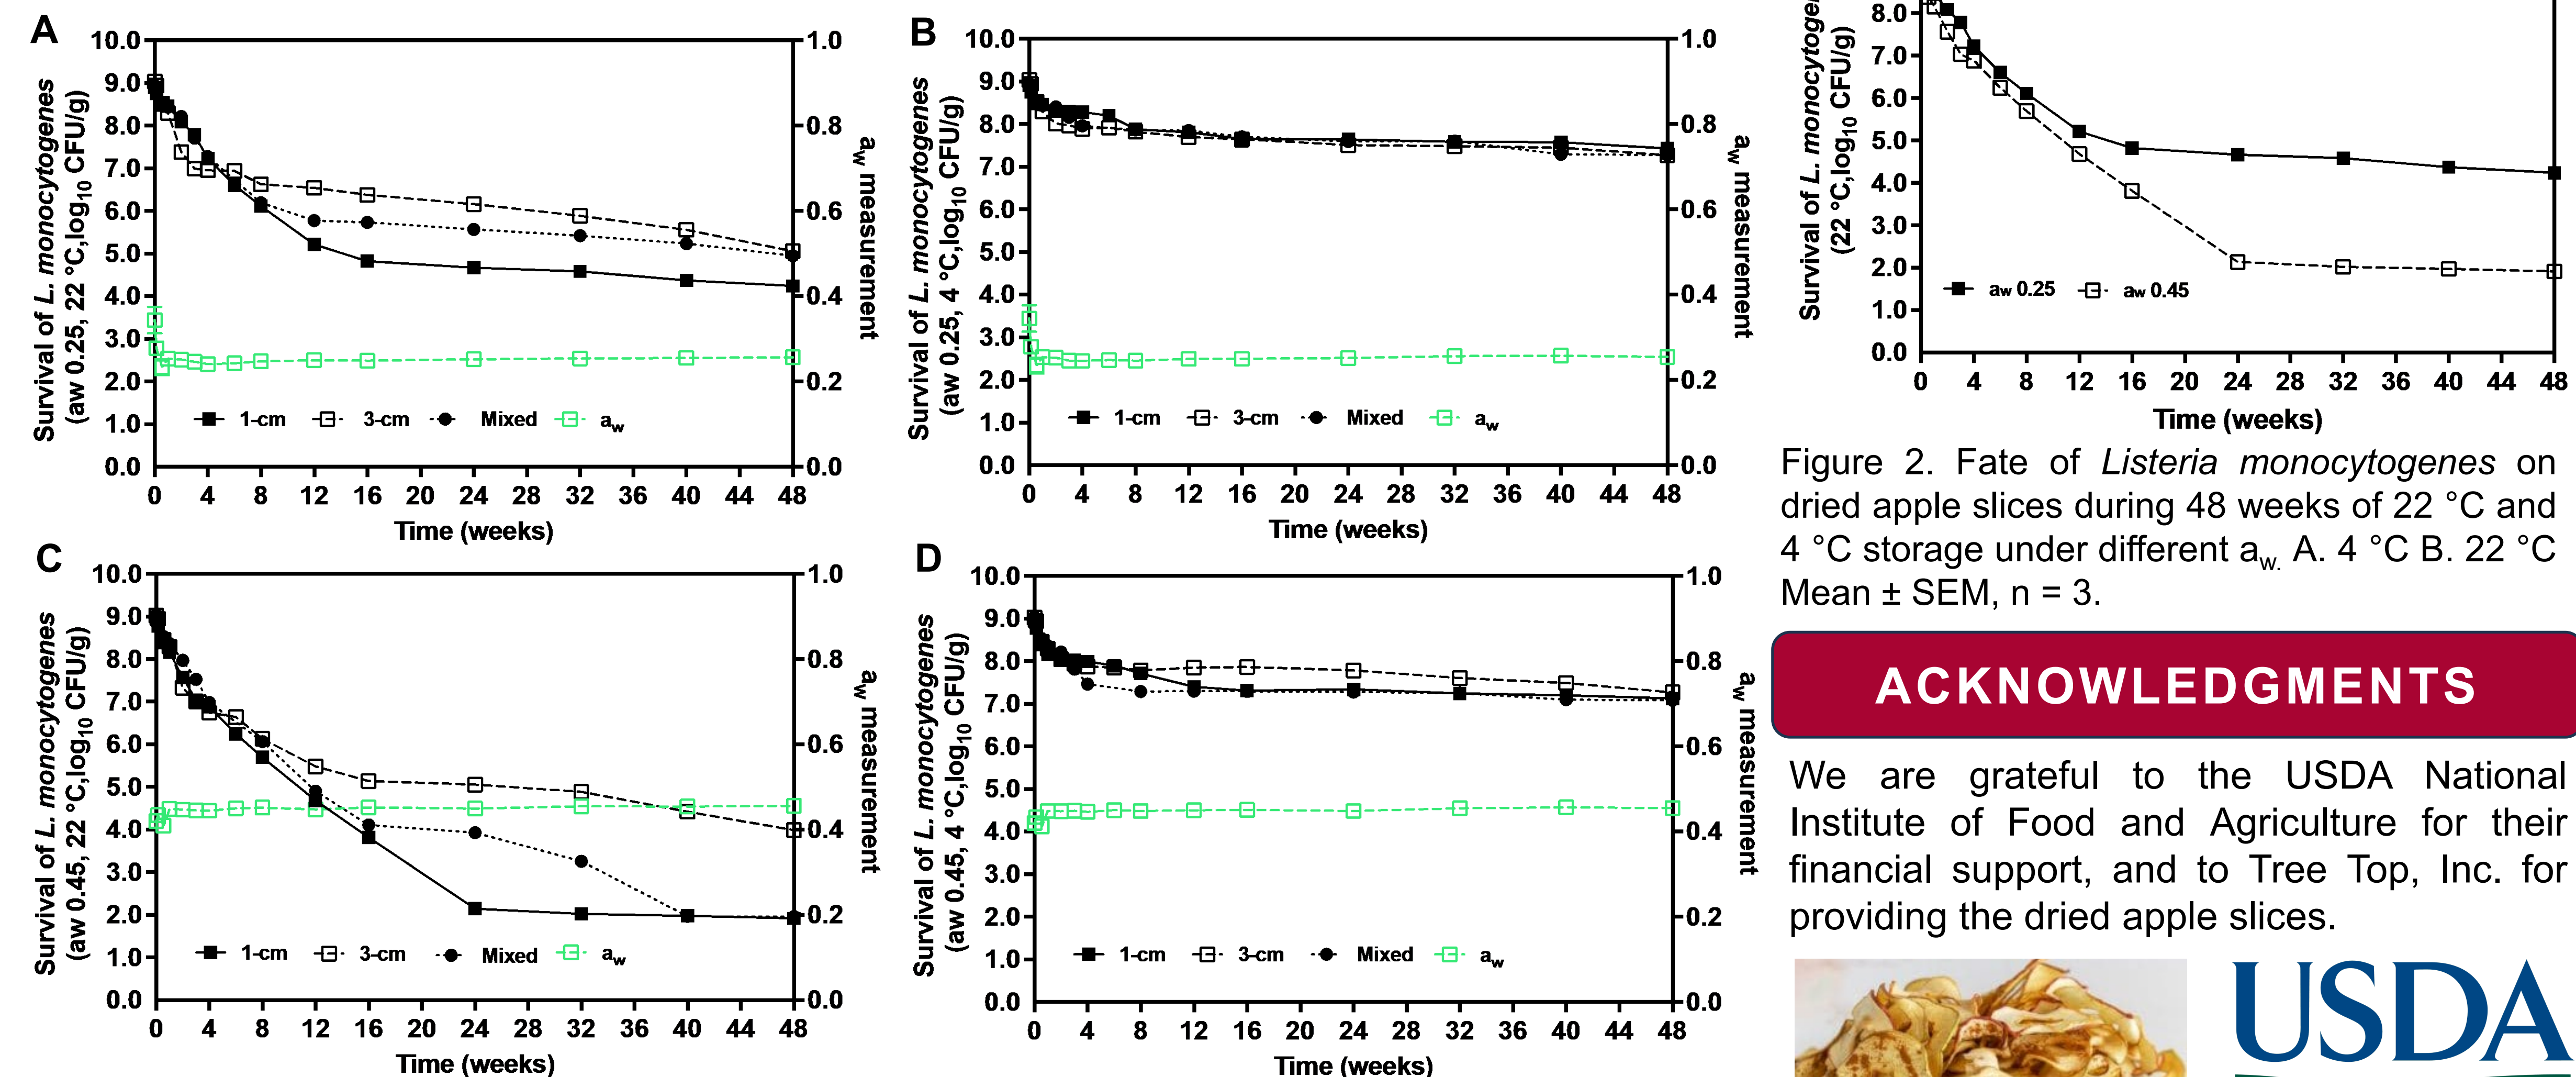 A
10.0
9.0
8.0
7.0
6.0
5.0
4.0
3.0
2.0
1.0
0.0
1.0
0.8
0.6
0.4
0.2
0.0
Survival of L. monocytogenes
(aw 0.25, 22 °C,log10 CFU/g)
aw measurement
1-cm 3-cm Mixed aw
0 4 8 12 16 20 24 28 32 36 40 44 48
Time (weeks)
B
10.0
9.0
8.0
7.0
6.0
5.0
4.0
3.0
2.0
1.0
0.0
1.0
0.8
0.6
0.4
0.2
0.0
Survival of L. monocytogenes
(aw 0.25, 4 °C,log10 CFU/g)
aw measurement
1-cm 3-cm Mixed aw
0 4 8 12 16 20 24 28 32 36 40 44 48
Time (weeks)
C
10.0
9.0
8.0
7.0
6.0
5.0
4.0
3.0
2.0
1.0
0.0
1.0
0.8
0.6
0.4
0.2
0.0
Survival of L. monocytogenes
(aw 0.45, 22 °C,log10 CFU/g)
aw measurement
1-cm 3-cm Mixed aw
0 4 8 12 16 20 24 28 32 36 40 44 48
Time (weeks)
D
10.0
9.0
8.0
7.0
6.0
5.0
4.0
3.0
2.0
1.0
0.0
1.0
0.8
0.6
0.4
0.2
0.0
Survival of L. monocytogenes
(aw 0.45, 4 °C,log10 CFU/g)
aw measurement
1-cm 3-cm Mixed aw
0 4 8 12 16 20 24 28 32 36 40 44 48
Time (weeks)
8.0
7.0
6.0
5.0
4.0
3.0
2.0
1.0
0.0
Survival of L. monocytogen
(22 °C,log10 CFU/g)
aw 0.25 aw 0.45
0 4 8 12 16 20 24 28 32 36 40 44 48
Time (weeks)
Figure 2. Fate of Listeria monocytogenes on
dried apple slices during 48 weeks of 22 °C and
4 °C storage under different aw. A. 4 °C B. 22 °C
Mean ± SEM, n = 3.
ACKNOWLEDGMENTS
We are grateful to the USDA National
Institute of Food and Agriculture for their
financial support, and to Tree Top, Inc. for
providing the dried apple slices.
USDA